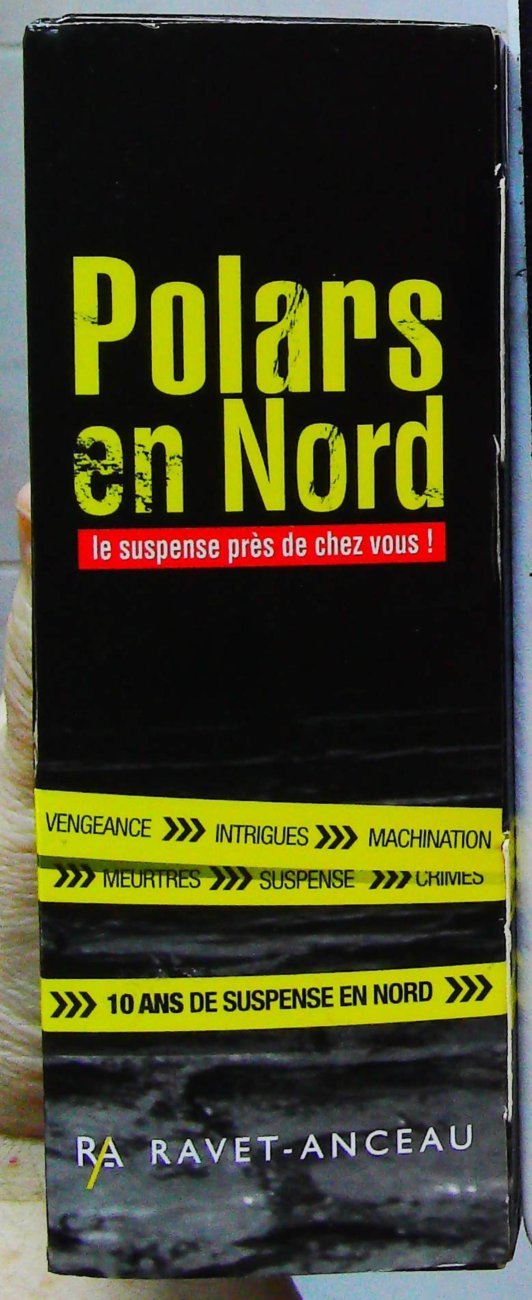 Polars
en Nord
le suspense près de chez vous !
VENGEANCE >>> INTRIGUES >>> MACHINATION
>>> MEURTRES >>> SUSPENSE >>> CRIMES
>>> 10 ANS DE SUSPENSE EN NORD >>>
RA RAVET-ANCEAU